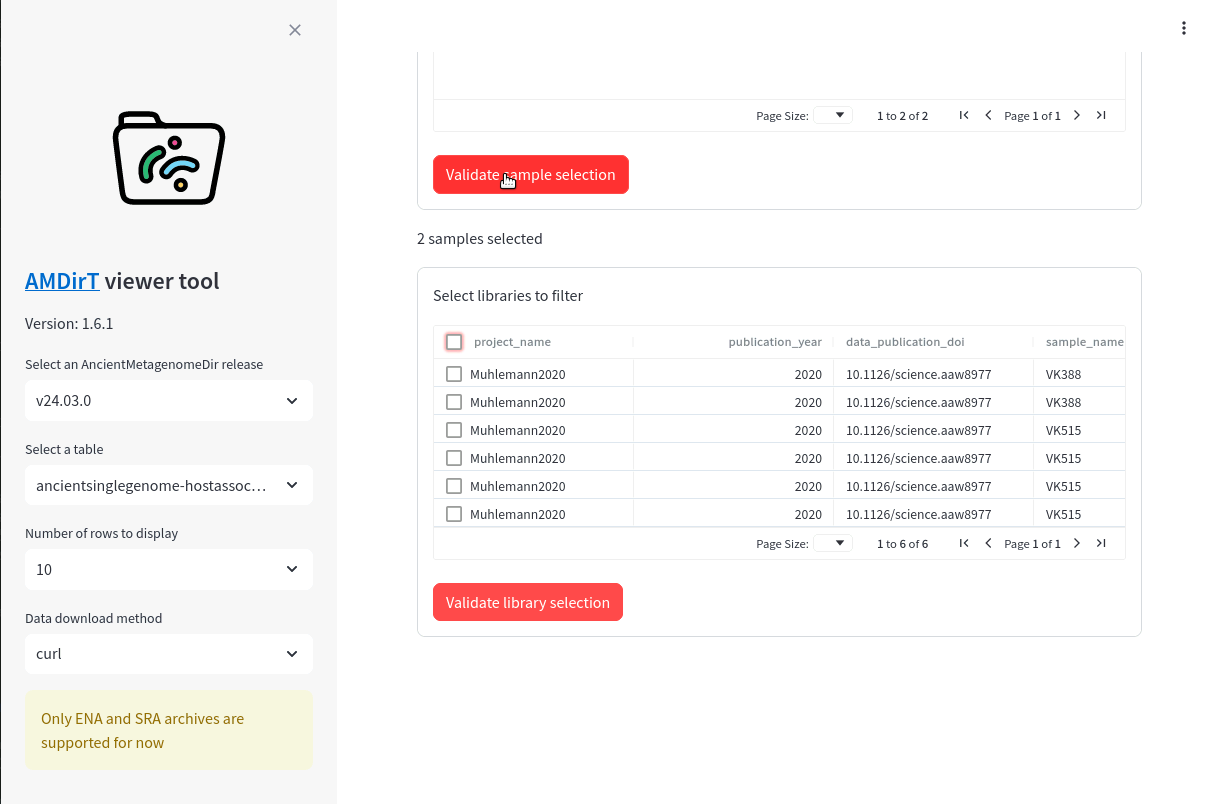 AMDirT viewer tool
Version: 1.6.1
Select an AncientMetagenomeDir release
v24.03.0
Select a table
ancientsinglegenome-hostassoc...
Number of rows to display
10
Data download method
curl
Only ENA and SRA archives are
supported for now
Page Size: 1 to 2 of 2 Page 1 of 1
Validate sample selection
2 samples selected
Select libraries to filter
project_name publication_year data_publication_doi sample_name
Muhlemann2020 2020 10.1126/science.aaw8977 VK388
Muhlemann2020 2020 10.1126/science.aaw8977 VK388
Muhlemann2020 2020 10.1126/science.aaw8977 VK515
Muhlemann2020 2020 10.1126/science.aaw8977 VK515
Muhlemann2020 2020 10.1126/science.aaw8977 VK515
Muhlemann2020 2020 10.1126/science.aaw8977 VK515
Page Size: 1 to 6 of 6 Page 1 of 1
Validate library selection